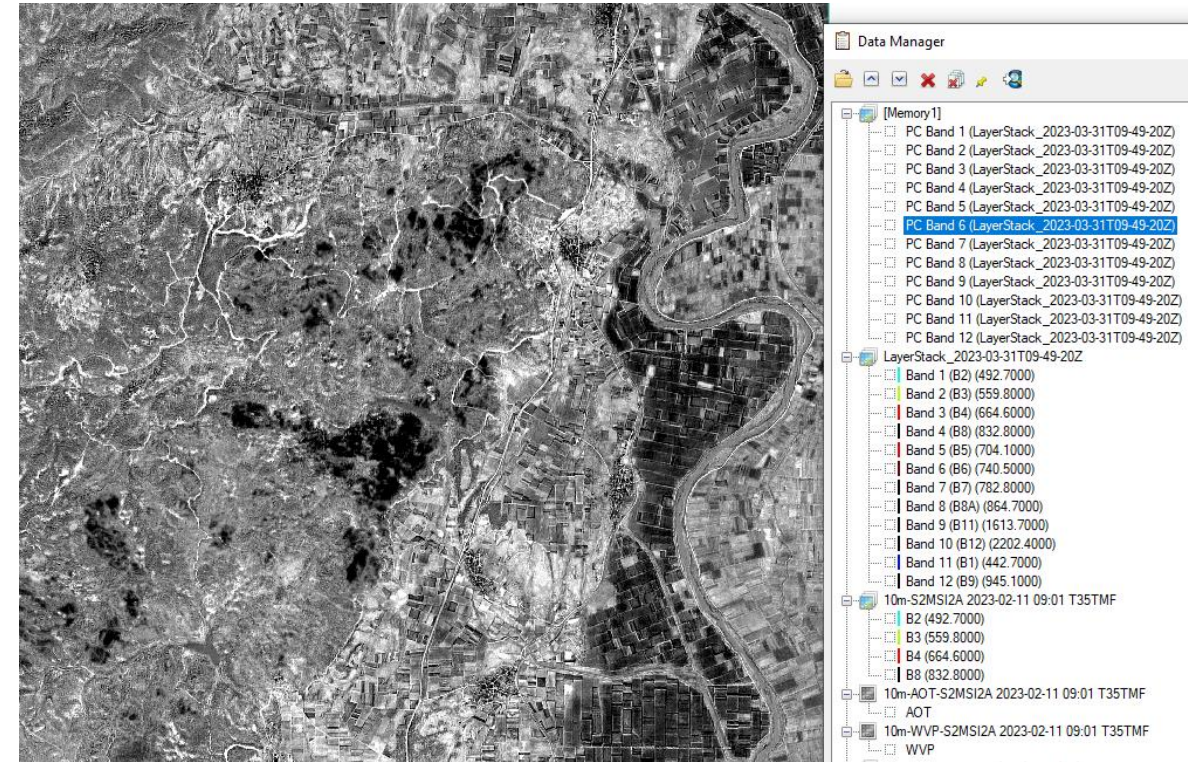 Data Manager
[Memory1]
PC Band 1 (LayerStack_2023-03-31T09-49-20Z)
PC Band 2 (LayerStack_2023-03-31T09-49-20Z)
PC Band 3 (LayerStack_2023-03-31T09-49-20Z)
PC Band 4 (LayerStack_2023-03-31T09-49-20Z)
PC Band 5 (LayerStack_2023-03-31T09-49-20Z)
PC Band 6 (LayerStack_2023-03-31T09-49-20Z)
PC Band 7 (LayerStack_2023-03-31T09-49-20Z)
PC Band 8 (LayerStack_2023-03-31T09-49-20Z)
PC Band 9 (LayerStack_2023-03-31T09-49-20Z)
PC Band 10 (LayerStack_2023-03-31T09-49-20Z)
PC Band 11 (LayerStack_2023-03-31T09-49-20Z)
PC Band 12 (LayerStack_2023-03-31T09-49-20Z)
LayerStack_2023-03-31T09-49-20Z
Band 1 (B2) (492.7000)
Band 2 (B3) (559.8000)
Band 3 (B4) (664.6000)
Band 4 (B8) (832.8000)
Band 5 (B5) (704.1000)
Band 6 (B6) (740.5000)
Band 7 (B7) (782.8000)
Band 8 (B8A) (864.7000)
Band 9 (B11) (1613.7000)
Band 10 (B12) (2202.4000)
Band 11 (B1) (442.7000)
Band 12 (B9) (945.1000)
10m-S2MSI2A 2023-02-11 09:01 T35TMF
B2 (492.7000)
B3 (559.8000)
B4 (664.6000)
B8 (832.8000)
10m-AOT-S2MSI2A 2023-02-11 09:01 T35TMF
AOT
10m-WVP-S2MSI2A 2023-02-11 09:01 T35TMF
WVP